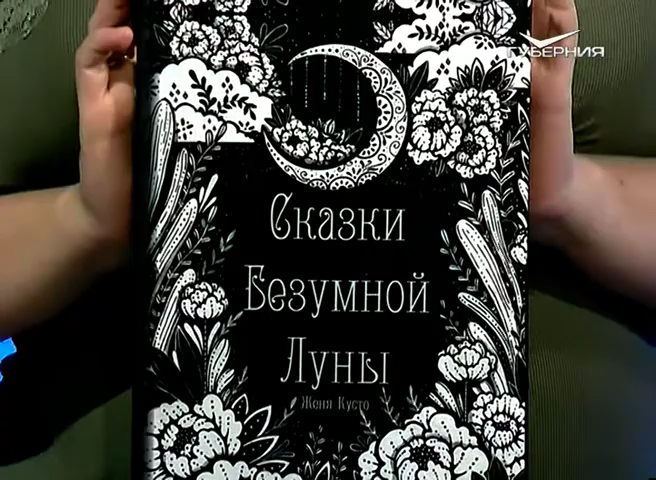 ГУБЕРНИЯ
Сказки
Безумной
Луны
Женя Кусто